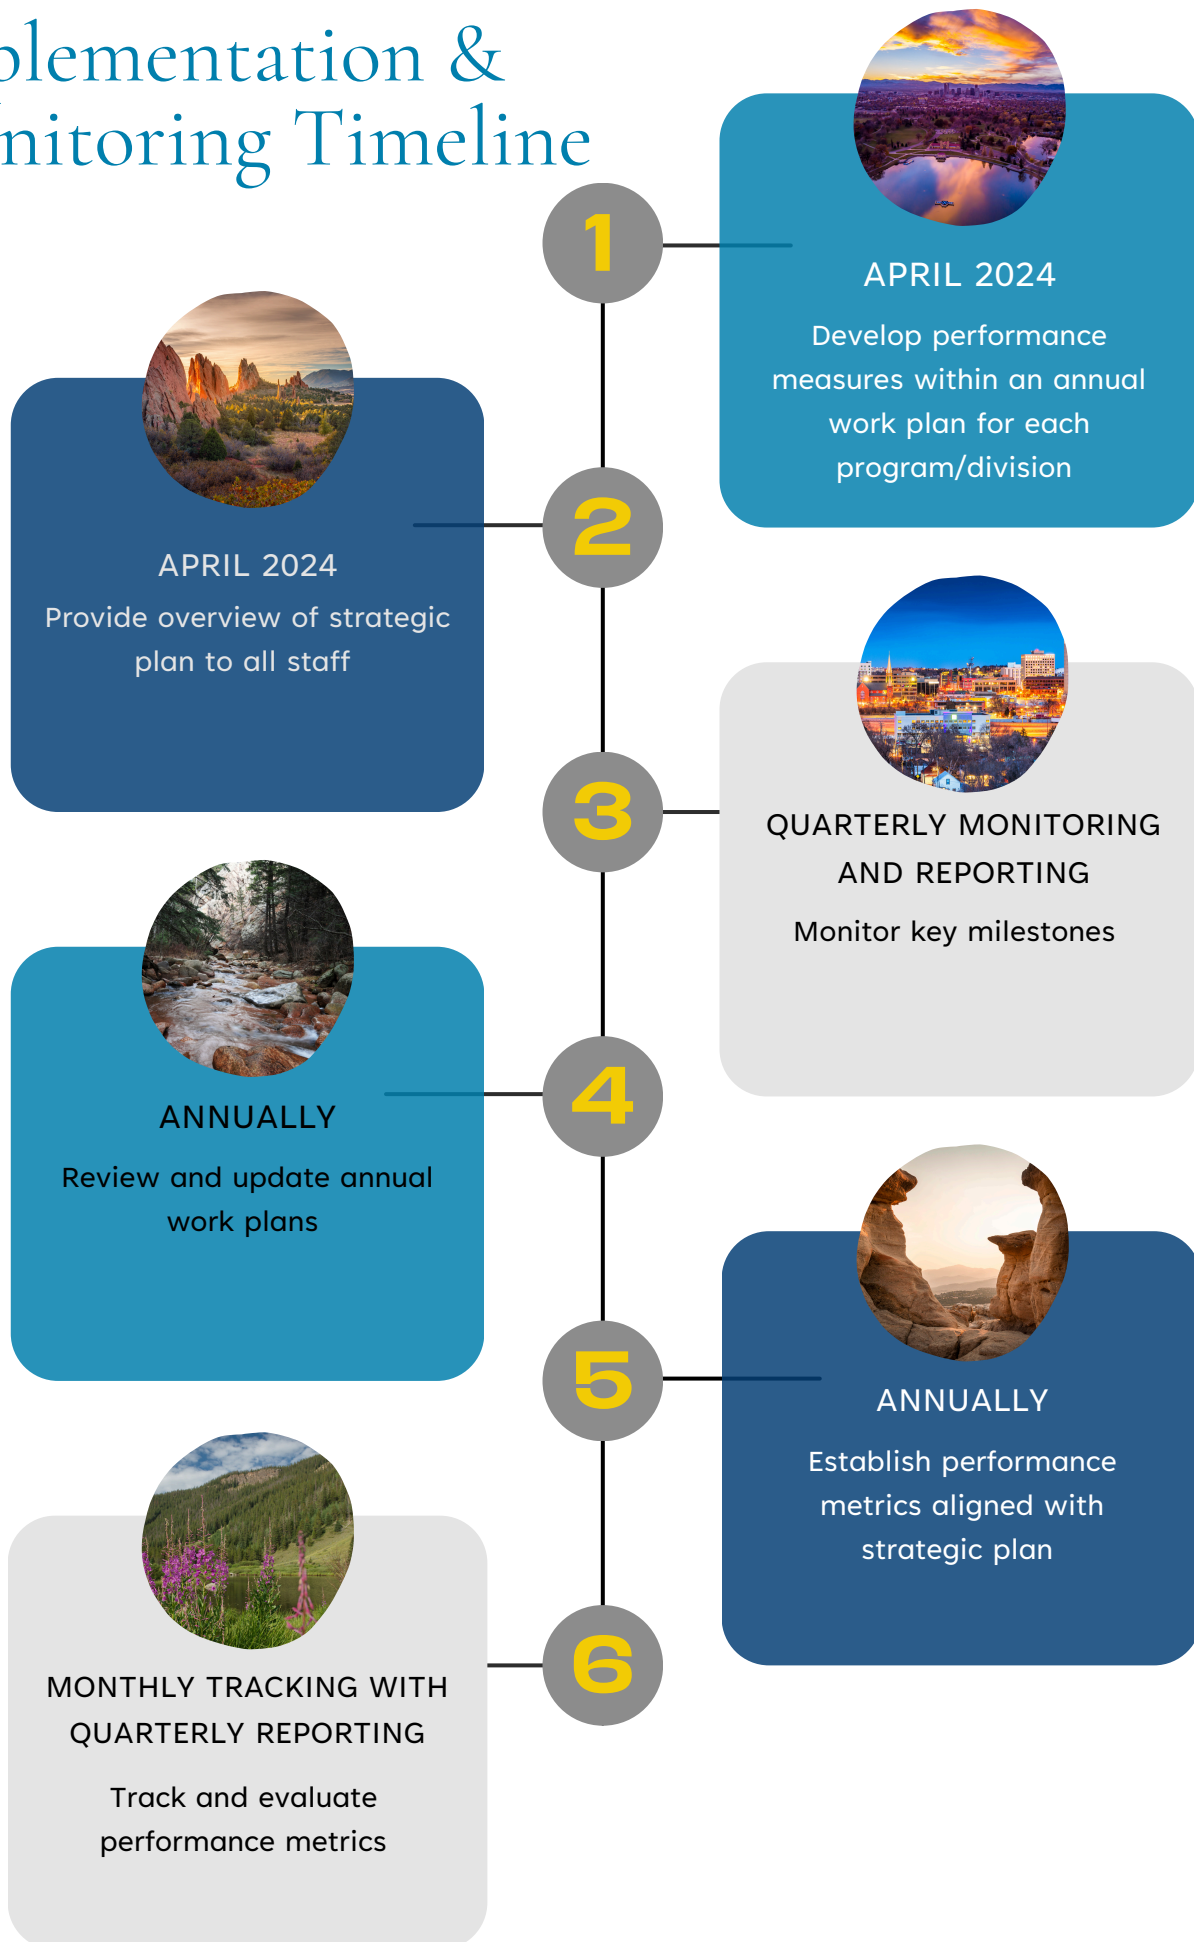 plementation &
nitoring Timeline
1
APRIL 2024
Develop performance
measures within an annual
work plan for each
program/division
2
APRIL 2024
Provide overview of strategic
plan to all staff
3
QUARTERLY MONITORING
AND REPORTING
Monitor key milestones
4
ANNUALLY
Review and update annual
work plans
5
ANNUALLY
Establish performance
metrics aligned with
strategic plan
6
MONTHLY TRACKING WITH
QUARTERLY REPORTING
Track and evaluate
performance metrics